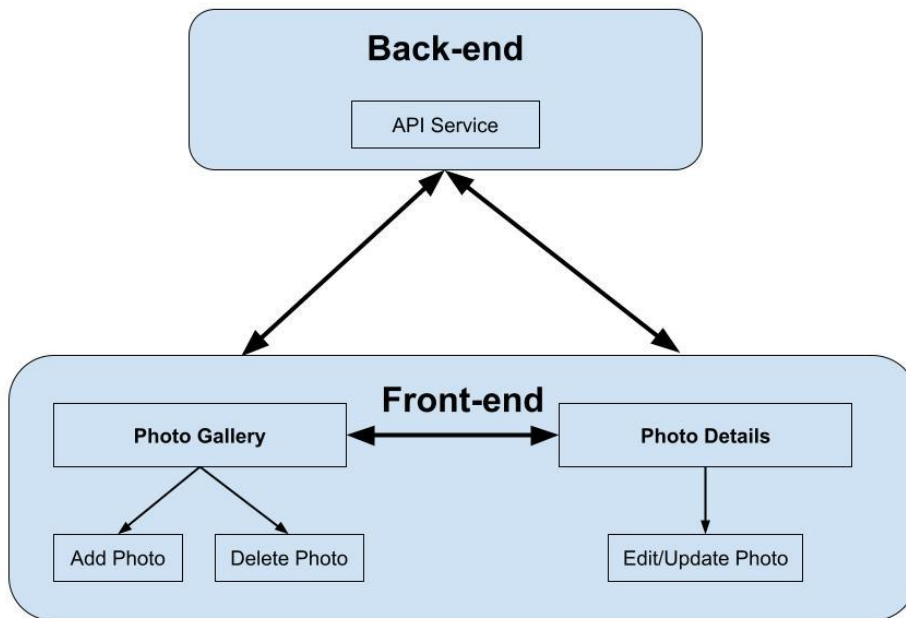 Back-end
API Service
Front-end
Photo Gallery
Photo Details
Add Photo
Delete Photo
Edit/Update Photo